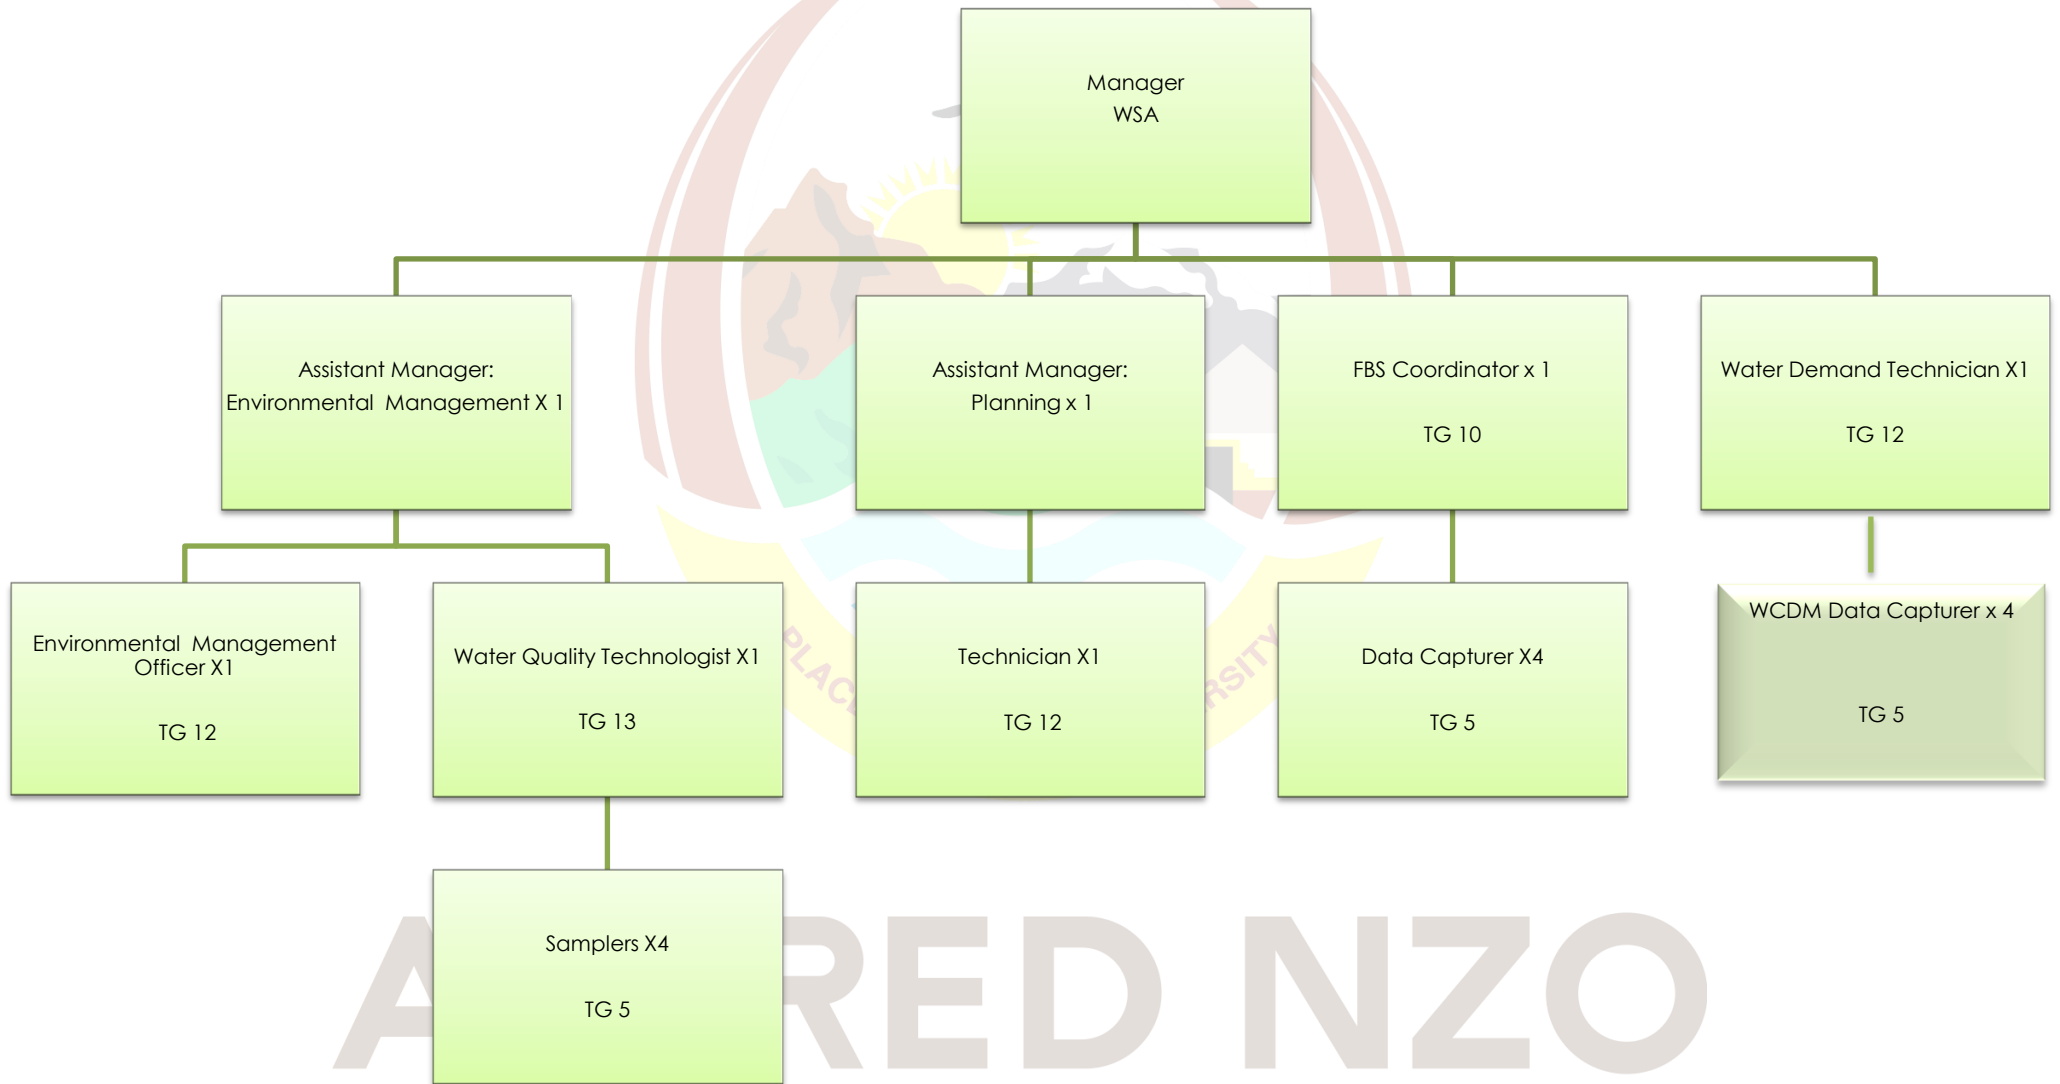 Manager
WSA
Assistant Manager:
Environmental Management X 1
Assistant Manager:
Planning x 1
FBS Coordinator x 1
TG 10
Water Demand Technician X1
TG 12
Environmental Management
Officer X1
TG 12
Water Quality Technologist X1
TG 13
Technician X1
TG 12
Data Capturer X4
TG 5
WCDM Data Capturer x 4
TG 5
Samplers X4
TG 5
NZO